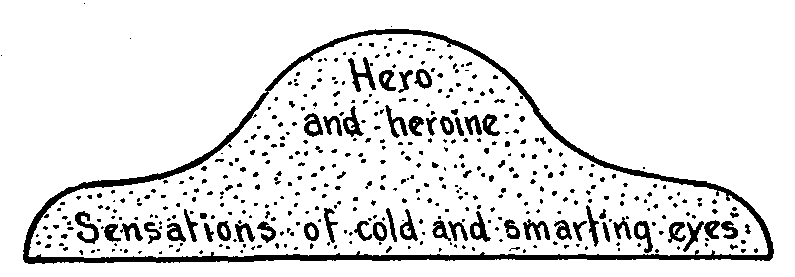 Hero
and heroine
Sensations of cold and smarting eyes